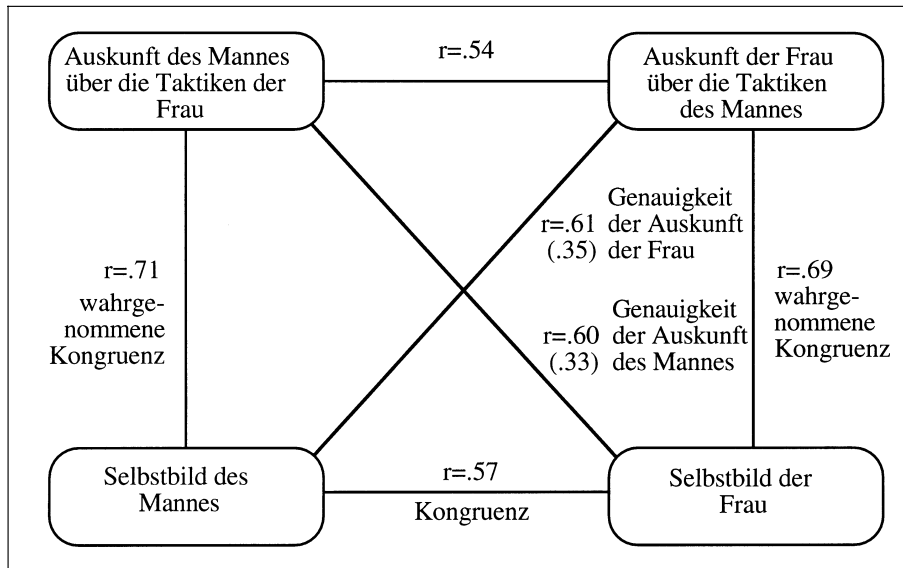 Auskunft des Mannes
über die Taktiken der
Frau
r=.54
Auskunft der Frau
über die Taktiken
des Mannes
Genauigkeit
r=.61 der Auskunft
(.35) der Frau
r=.71
wahrge-
nommene
Kongruenz
Genauigkeit
r=.60 der Auskunft
(.33) des Mannes
r=.69
wahrge-
nommene
Kongruenz
Selbstbild des
Mannes
r=.57
Kongruenz
Selbstbild der
Frau